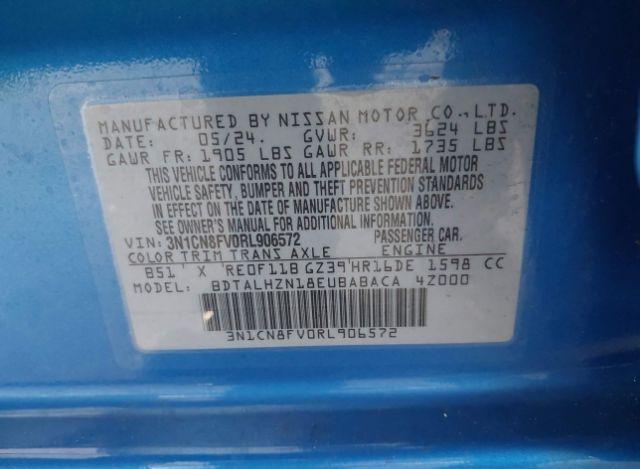 MANUFACTURED BY NISSAN MOTOR CO., LTD.
DATE: 05/24. GVWR: 3624 LBS
GAWR FR: 1905 LBS GAWR RR: 1735 LBS
THIS VEHICLE CONFORMS TO ALL APPLICABLE FEDERAL MOTOR
VEHICLE SAFETY, BUMPER AND THEFT PREVENTION STANDARDS
IN EFFECT ON THE DATE OF MANUFACTURE SHOWN ABOVE.
SEE OWNER'S MANUAL FOR ADDITIONAL INFORMATION.
VIN: 3N1CN8FV0RL906572 PASSENGER CAR.
COLOR TRIM TRANS AXLE ENGINE
B51 X RE0F11B GZ39 HR16DE 1598 CC
MODEL: BDTALHZN18EUBABACA 4Z000
3N1CN8FV0RL906572